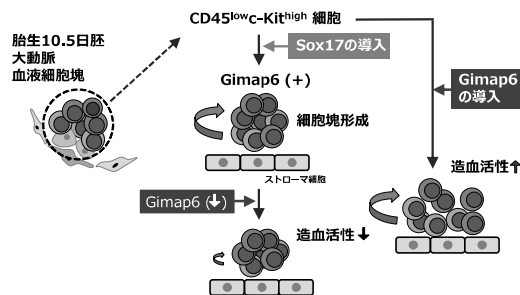 胎生10.5日胚
大動脈
血液細胞塊
CD45lowc-Kithigh 細胞
Sox17の導入
Gimap6 (+)
細胞塊形成
ストローマ細胞
Gimap6
の導入
造血活性↑
Gimap6 (↓)
造血活性↓